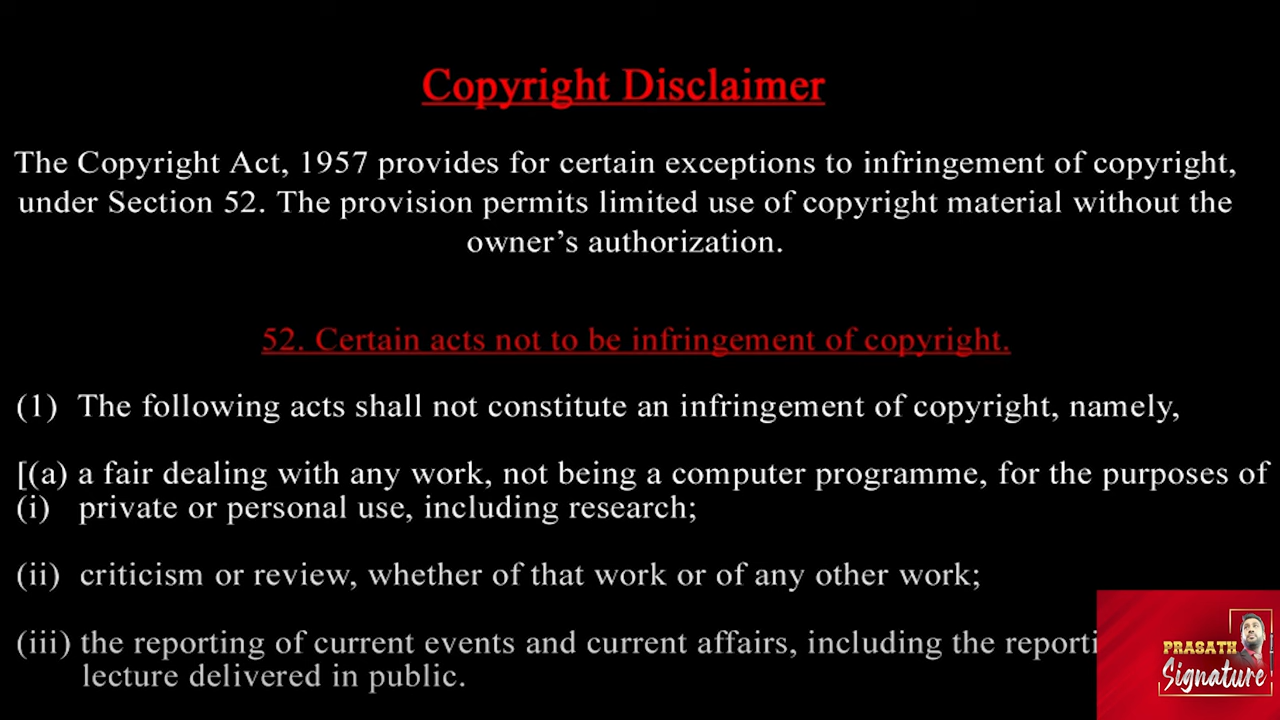 Copyright Disclaimer
The Copyright Act, 1957 provides for certain exceptions to infringement of copyright,
under Section 52. The provision permits limited use of copyright material without the
owner’s authorization.
52. Certain acts not to be infringement of copyright.
(1) The following acts shall not constitute an infringement of copyright, namely,
[(a) a fair dealing with any work, not being a computer programme, for the purposes of
(i) private or personal use, including research;
(ii) criticism or review, whether of that work or of any other work;
(iii) the reporting of current events and current affairs, including the
lecture delivered in public.
PRASATH
Signature